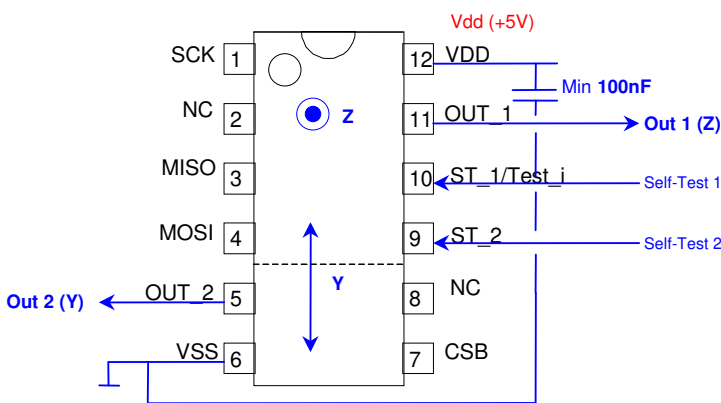 Vdd (+5V)
SCK 1 12 VDD
Min 100nF
NC 2 Z 11 OUT_1 Out 1 (Z)
MISO 3 10 ST_1/Test_i Self-Test 1
MOSI 4 9 ST_2 Self-Test 2
Out 2 (Y) OUT_2 5 Y 8 NC
VSS 6 7 CSB